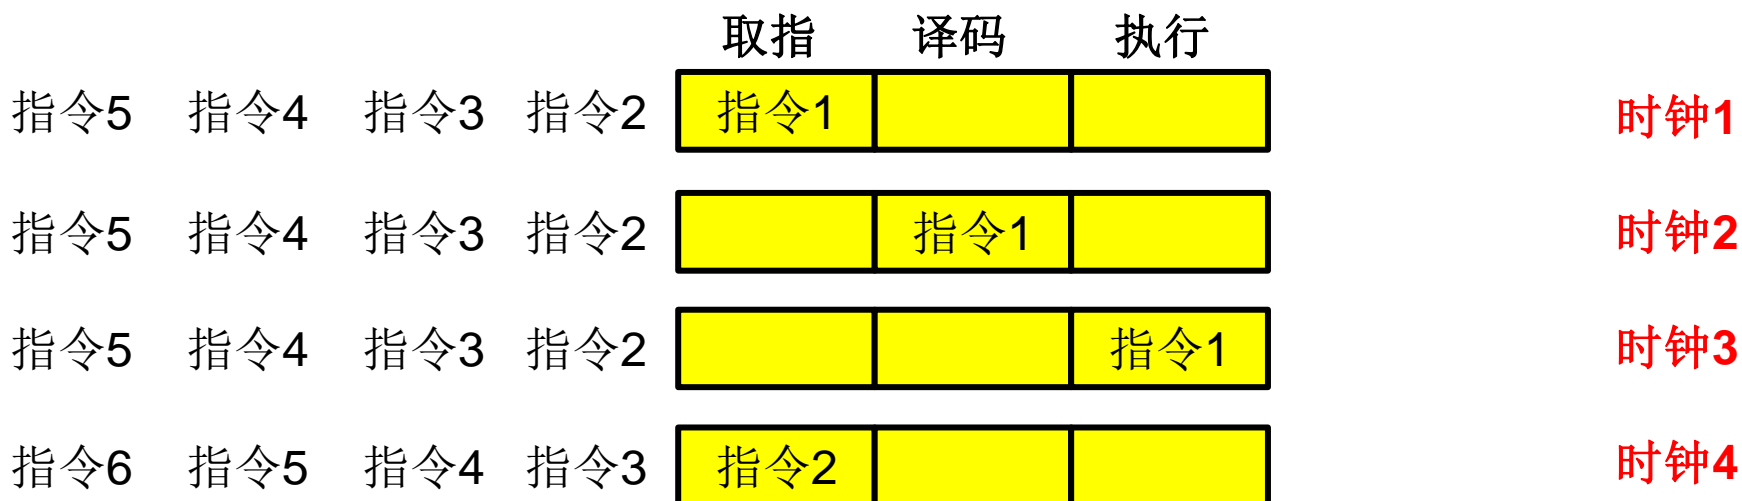 取指 译码 执行
指令5 指令4 指令3 指令2 指令1 时钟1
指令5 指令4 指令3 指令2 指令1 时钟2
指令5 指令4 指令3 指令2 指令1 时钟3
指令6 指令5 指令4 指令3 指令2 时钟4